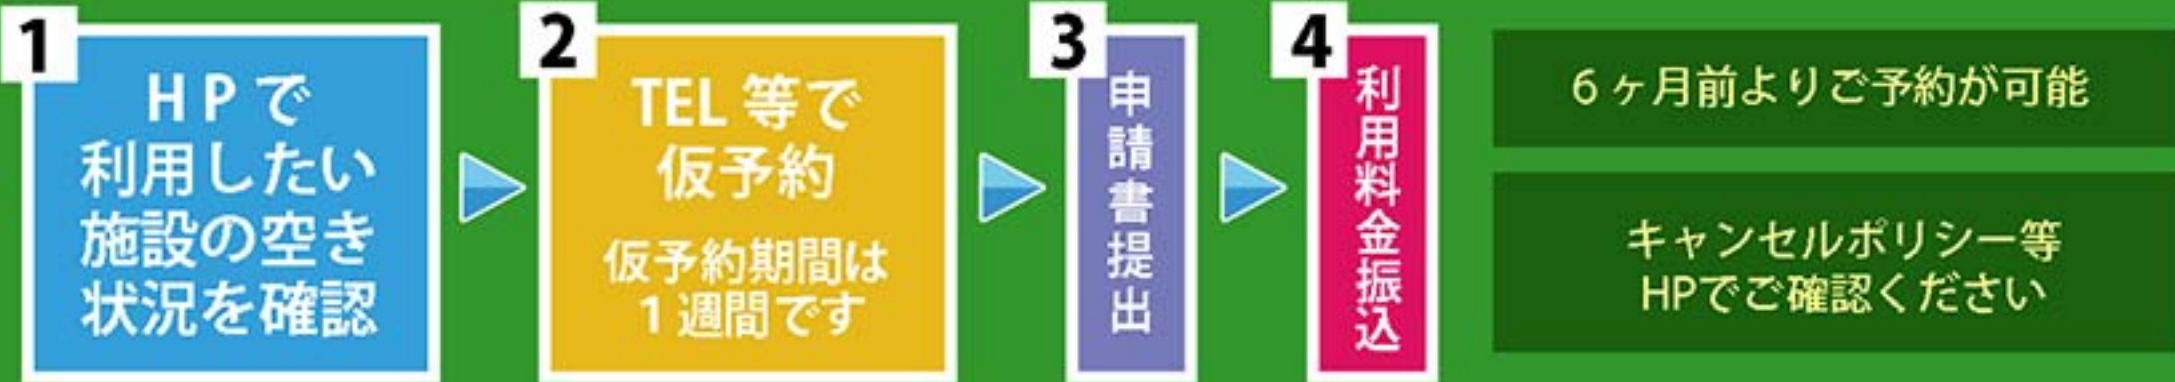 1
HPで
利用したい
施設の空き
状況を確認
2
TEL等で
仮予約
仮予約期間は
1週間です
3
申請書提出
4
利用料金振込
6ヶ月前よりご予約が可能
キャンセルポリシー等
HPでご確認ください